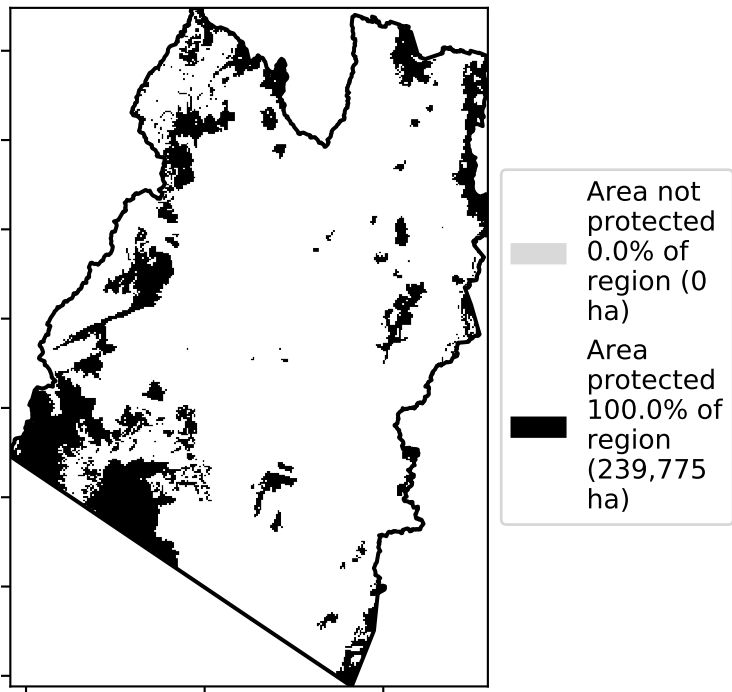 Area not
protected
0.0% of
region (0
ha)
Area
protected
100.0% of
region
(239,775
ha)